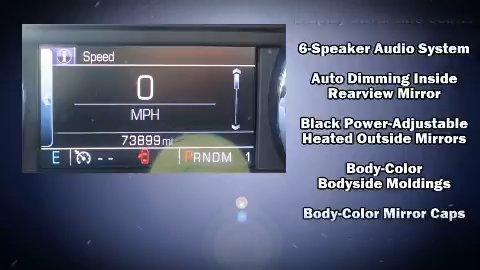 Speed
0
MPH
73899 mi
E
--
PRNDM 1
6-Speaker Audio System
Auto Dimming Inside
Rearview Mirror
Black Power-Adjustable
Heated Outside Mirrors
Body-Color
Bodyside Moldings
Body-Color Mirror Caps